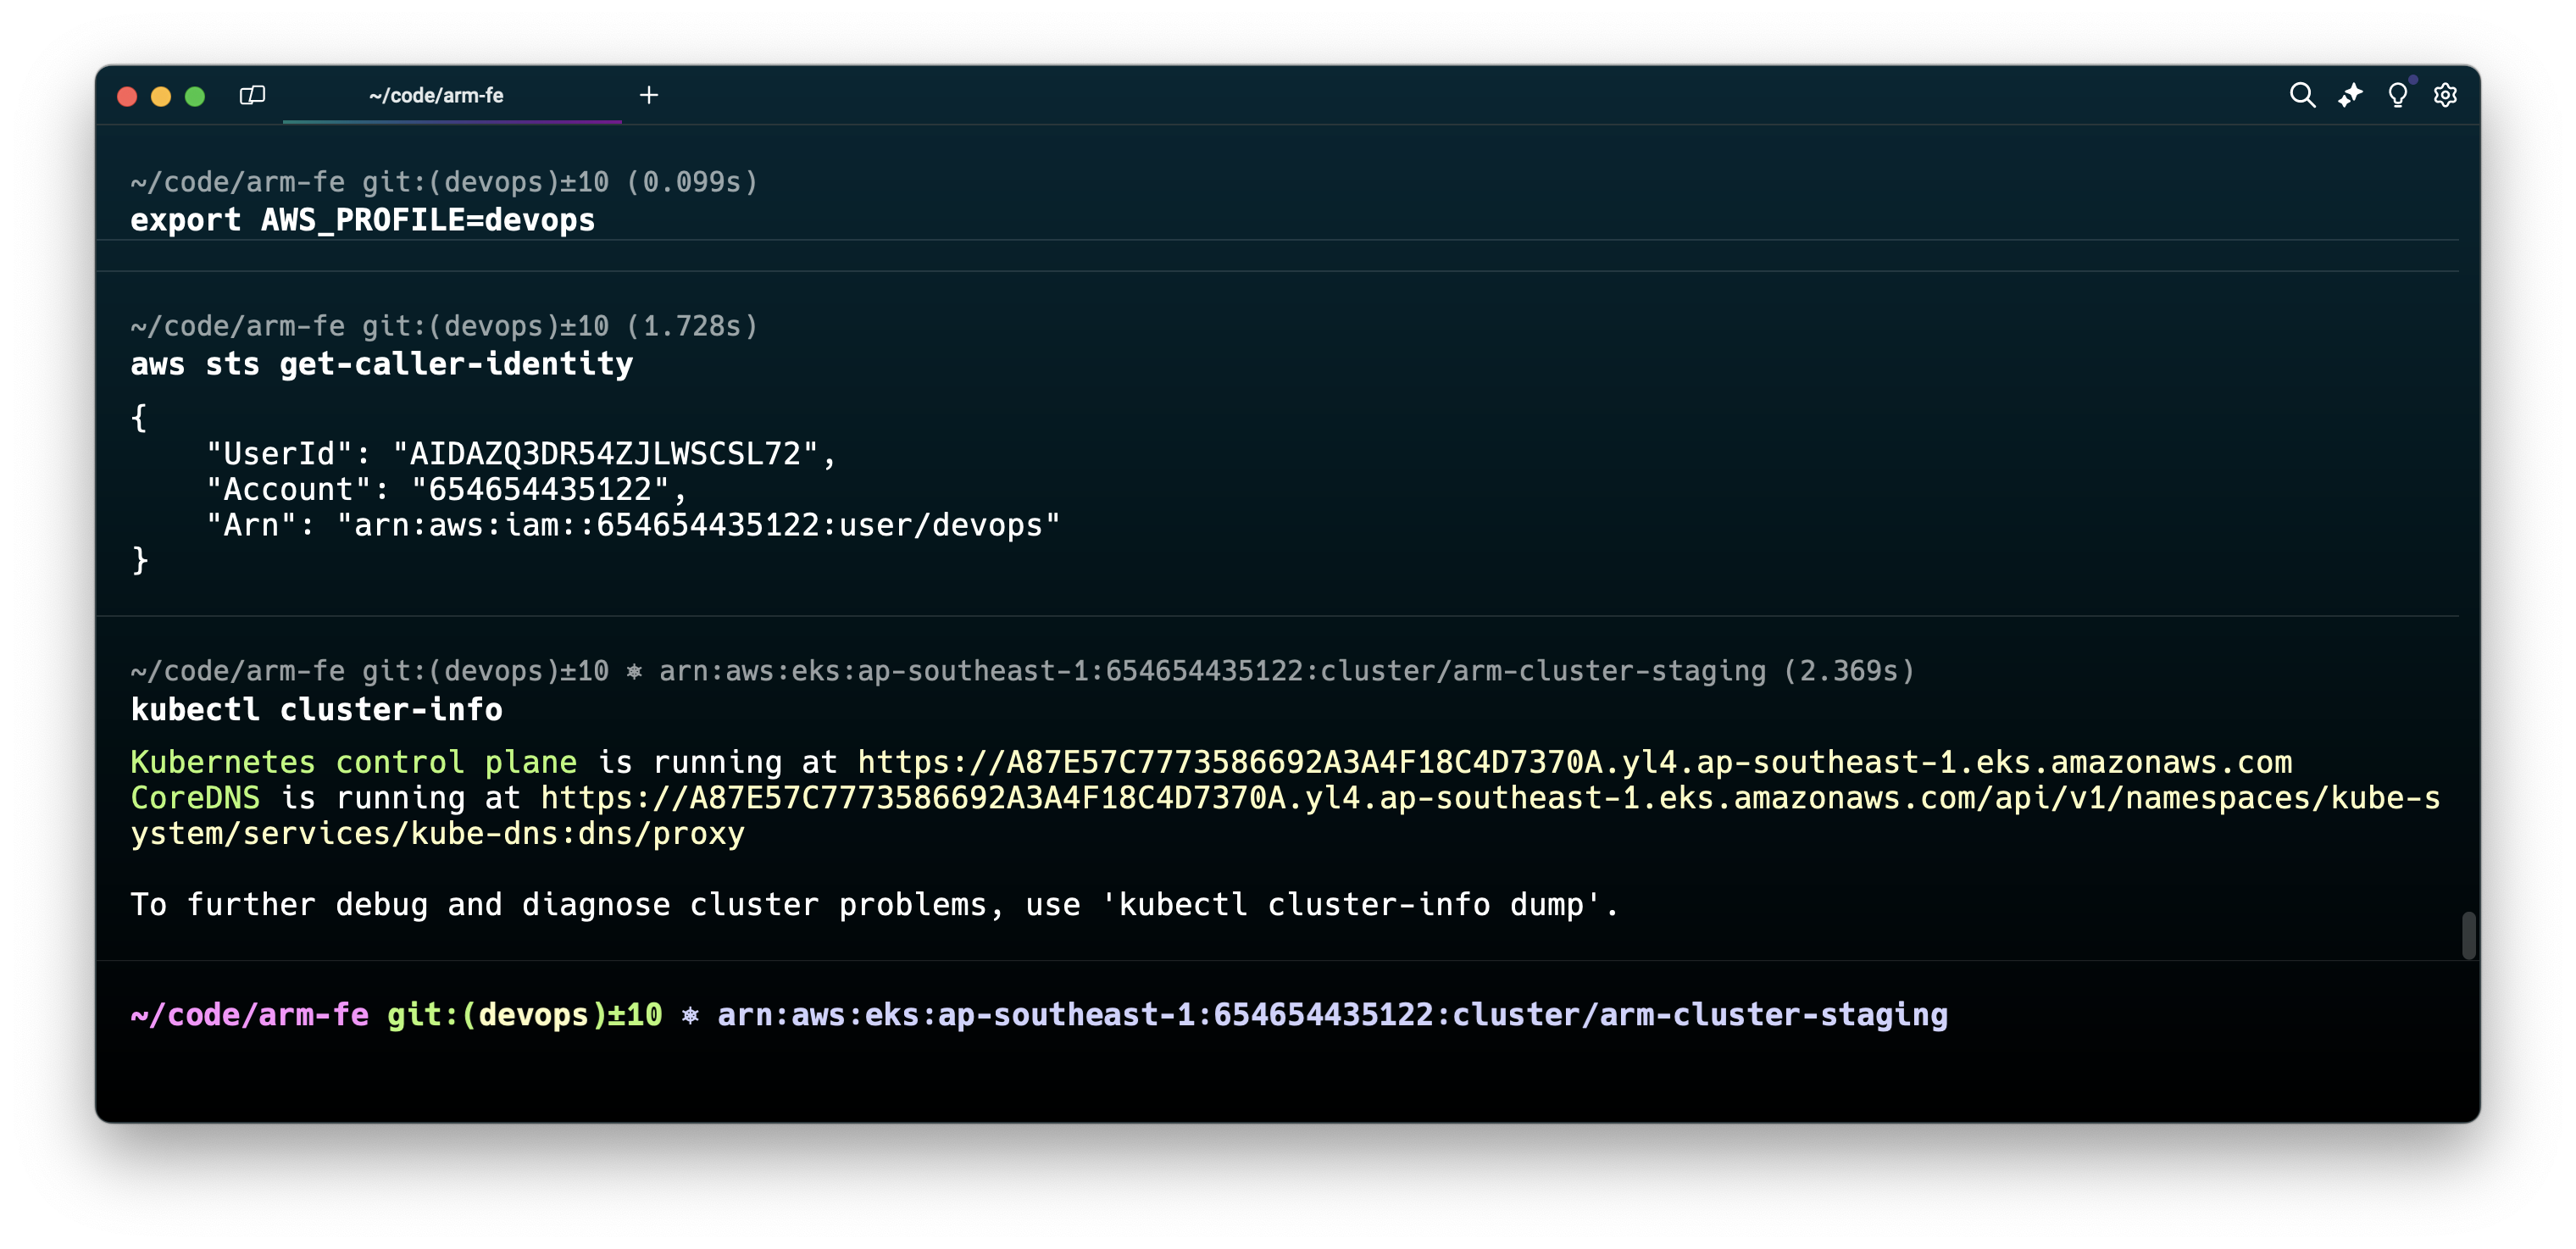 ~/code/arm-fe
~/code/arm-fe git:(devops)±10 (0.099s)
export AWS_PROFILE=devops
~/code/arm-fe git:(devops)±10 (1.728s)
aws sts get-caller-identity
{
    "UserId": "AIDAZQ3DR54ZJLWSCSL72",
    "Account": "654654435122",
    "Arn": "arn:aws:iam::654654435122:user/devops"
}
~/code/arm-fe git:(devops)±10 ⎈ arn:aws:eks:ap-southeast-1:654654435122:cluster/arm-cluster-staging (2.369s)
kubectl cluster-info
Kubernetes control plane is running at https://A87E57C7773586692A3A4F18C4D7370A.yl4.ap-southeast-1.eks.amazonaws.com
CoreDNS is running at https://A87E57C7773586692A3A4F18C4D7370A.yl4.ap-southeast-1.eks.amazonaws.com/api/v1/namespaces/kube-s
ystem/services/kube-dns:dns/proxy
To further debug and diagnose cluster problems, use 'kubectl cluster-info dump'.
~/code/arm-fe git:(devops)±10 ⎈ arn:aws:eks:ap-southeast-1:654654435122:cluster/arm-cluster-staging